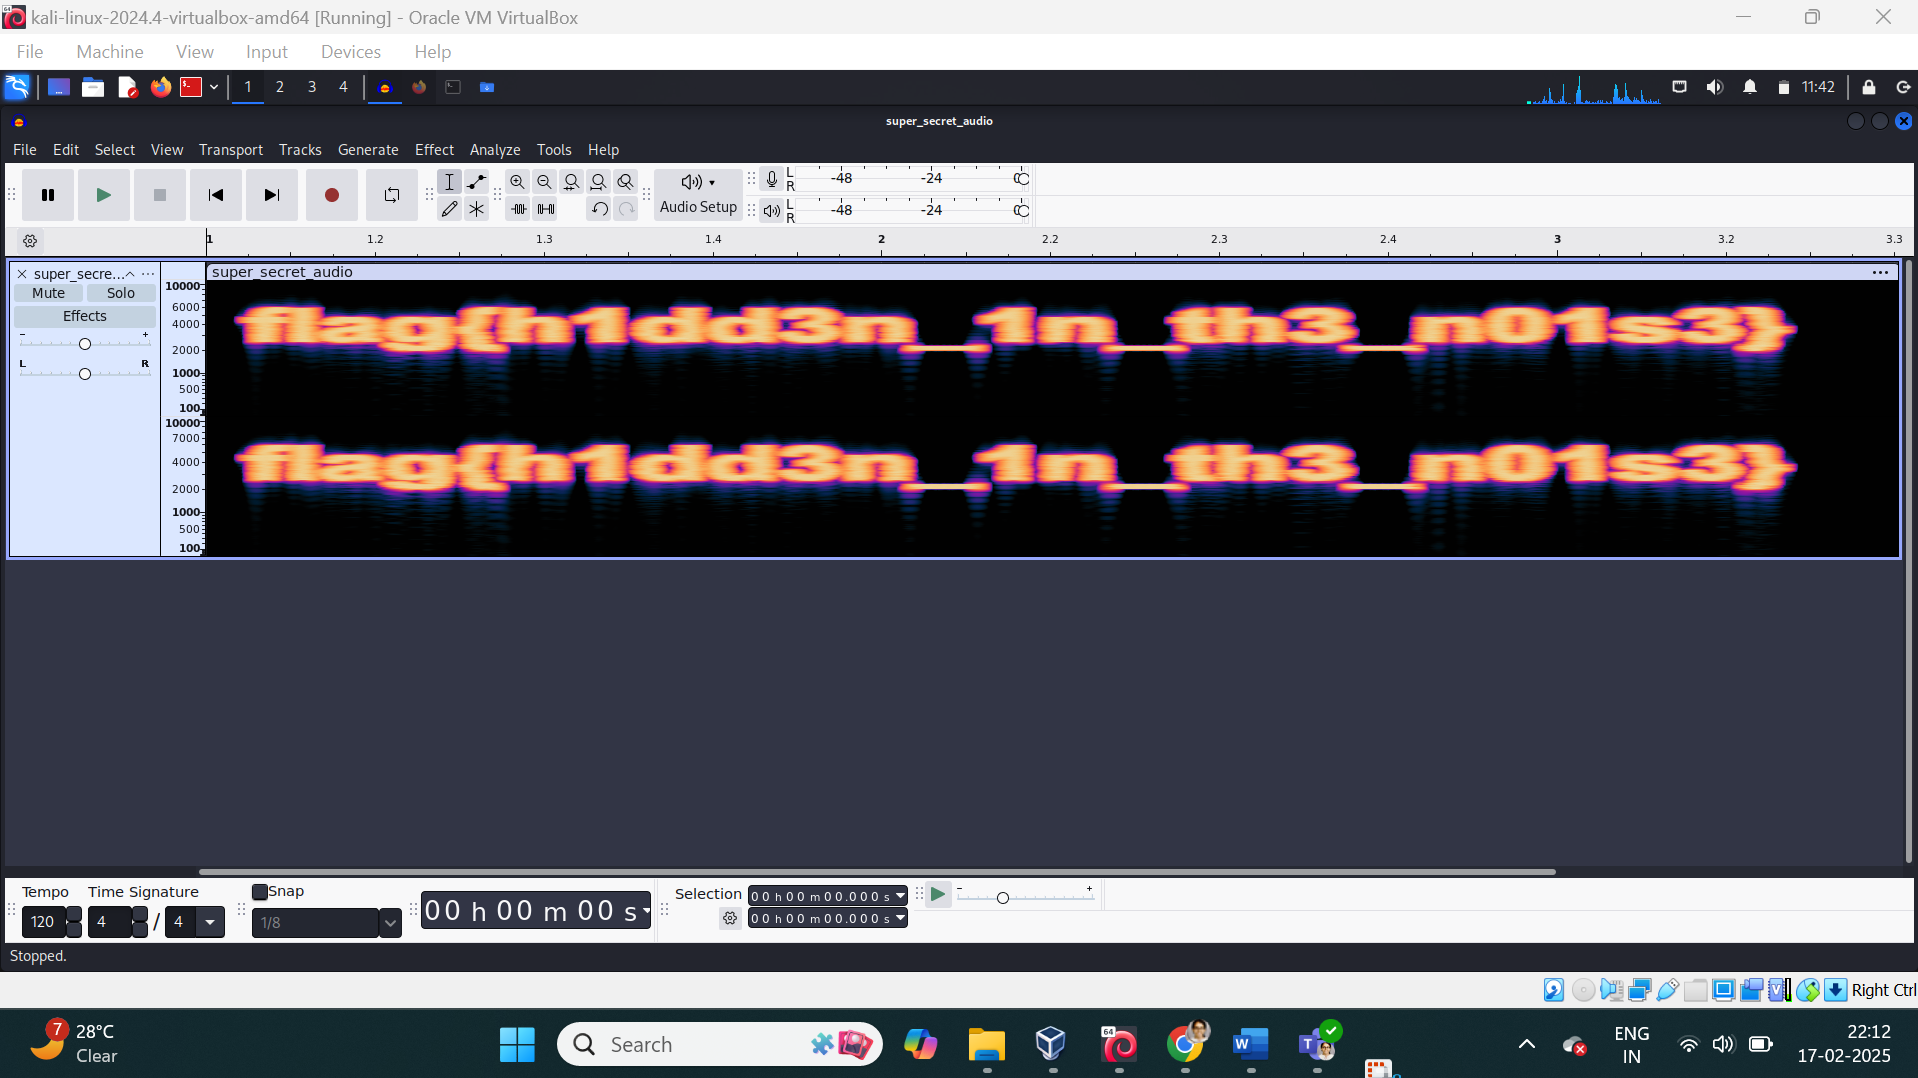 kali-linux-2024.4-virtualbox-amd64 [Running] - Oracle VM VirtualBox
File Machine View Input Devices Help
1 2 3 4 11:42
super_secret_audio
File Edit Select View Transport Tracks Generate Effect Analyze Tools Help
L R -48 -24 0
Audio Setup L R -48 -24 0
1 1.2 1.3 1.4 2 2.2 2.3 2.4 3 3.2 3.3
super_secre... super_secret_audio
Mute Solo
Effects
- +
L R
10000
6000
4000
2000
1000
500
100
flag{h1dd3n_1n_th3_n01s3}
10000
7000
4000
2000
1000
500
100
flag{h1dd3n_1n_th3_n01s3}
Tempo Time Signature Snap
120 4 / 4 1/8
00 h 00 m 00 s
Selection 00 h 00 m 00.000 s
00 h 00 m 00.000 s
- +
Stopped.
Right Ctrl
7 28°C
Clear
Search
64
ENG
IN
22:12
17-02-2025